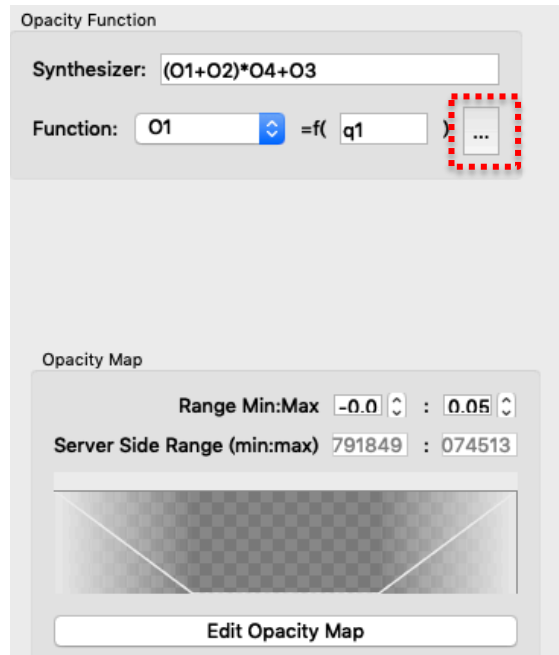 Opacity Function
Synthesizer: (O1+O2)*O4+O3
Function: O1 =f( q1 ) ...
Opacity Map
Range Min:Max -0.0 : 0.05
Server Side Range (min:max) 791849 : 074513
Edit Opacity Map